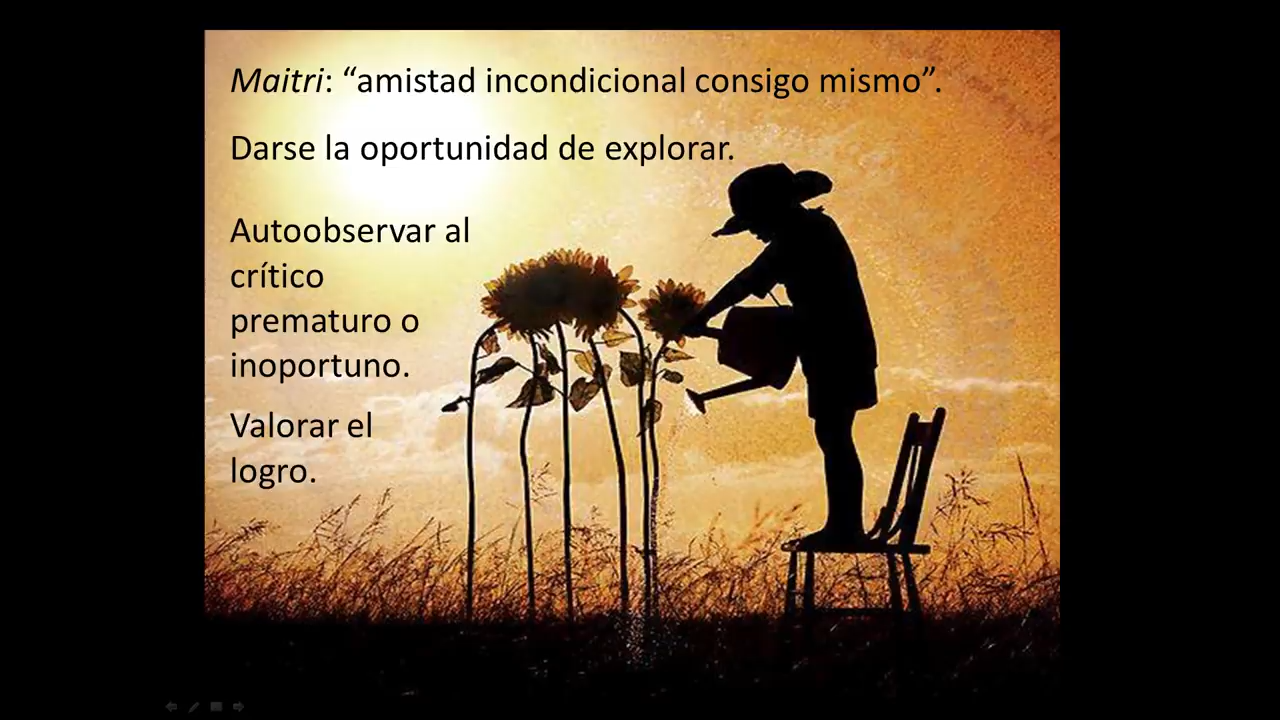 Maitri: “amistad incondicional consigo mismo”.
Darse la oportunidad de explorar.
Autoobservar al
crítico
prematuro o
inoportuno.
Valorar el
logro.